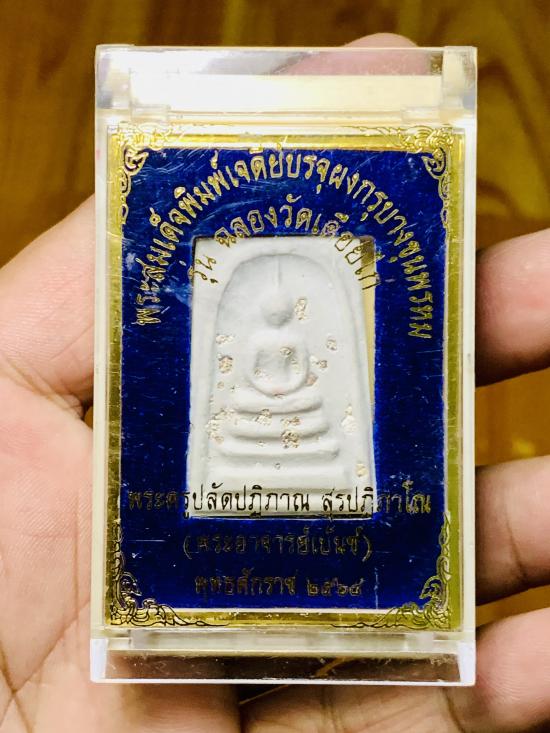 พระสมเด็จพิมพ์เจดีย์บรรจุผงกรุบางขุนพรหม
รุ่น ฉลองวัดเลียบ
พระครูปลัดปฏิภาณ สุรปฏิภาโณ
(พระอาจารย์เบ้นซ์)
พุทธศักราช ๒๕๖๔